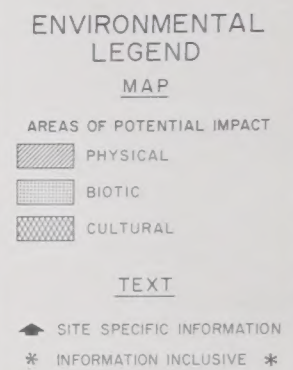 ENVIRONMENTAL
LEGEND
MAP
AREAS OF POTENTIAL IMPACT
PHYSICAL
BIOTIC
CULTURAL
TEXT
SITE SPECIFIC INFORMATION
* INFORMATION INCLUSIVE *